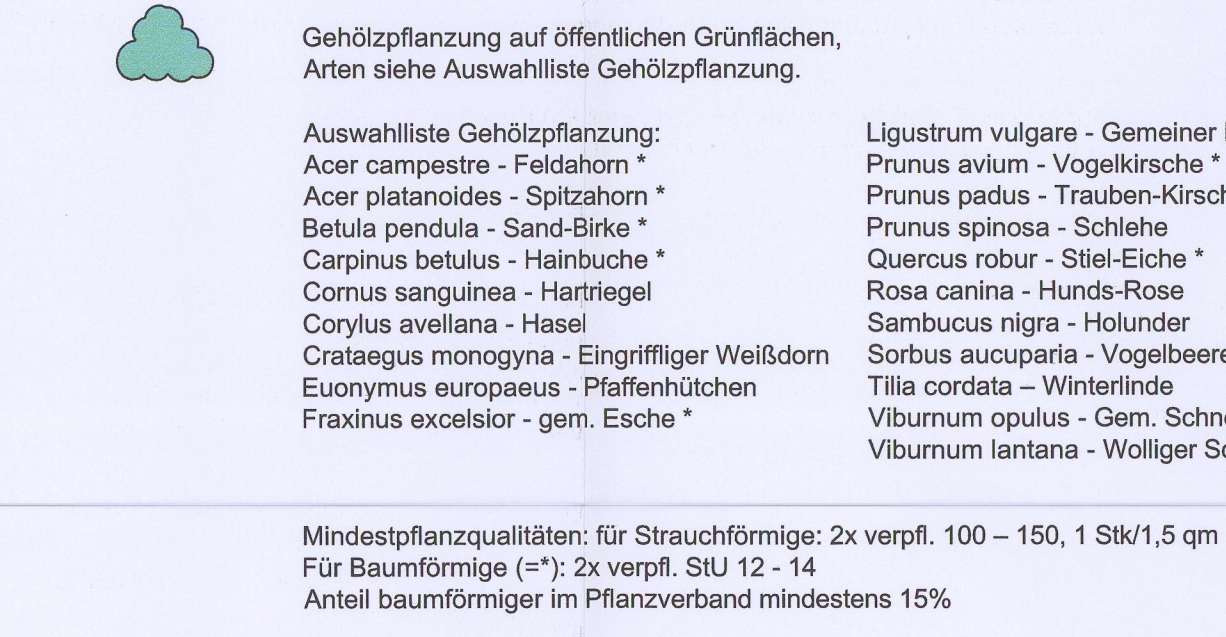 Gehölzpflanzung auf öffentlichen Grünflächen,
Arten siehe Auswahlliste Gehölzpflanzung.
Auswahlliste Gehölzpflanzung:
Acer campestre - Feldahorn *
Acer platanoides - Spitzahorn *
Betula pendula - Sand-Birke *
Carpinus betulus - Hainbuche *
Cornus sanguinea - Hartriegel
Corylus avellana - Hasel
Crataegus monogyna - Eingriffliger Weißdorn
Euonymus europaeus - Pfaffenhütchen
Fraxinus excelsior - gem. Esche *
Ligustrum vulgare - Gemeiner
Prunus avium - Vogelkirsche *
Prunus padus - Trauben-Kirsch
Prunus spinosa - Schlehe
Quercus robur - Stiel-Eiche *
Rosa canina - Hunds-Rose
Sambucus nigra - Holunder
Sorbus aucuparia - Vogelbeere
Tilia cordata – Winterlinde
Viburnum opulus - Gem. Schn
Viburnum lantana - Wolliger S
Mindestpflanzqualitäten: für Strauchförmige: 2x verpfl. 100 – 150, 1 Stk/1,5 qm
Für Baumförmige (=*): 2x verpfl. StU 12 - 14
Anteil baumförmiger im Pflanzverband mindestens 15%